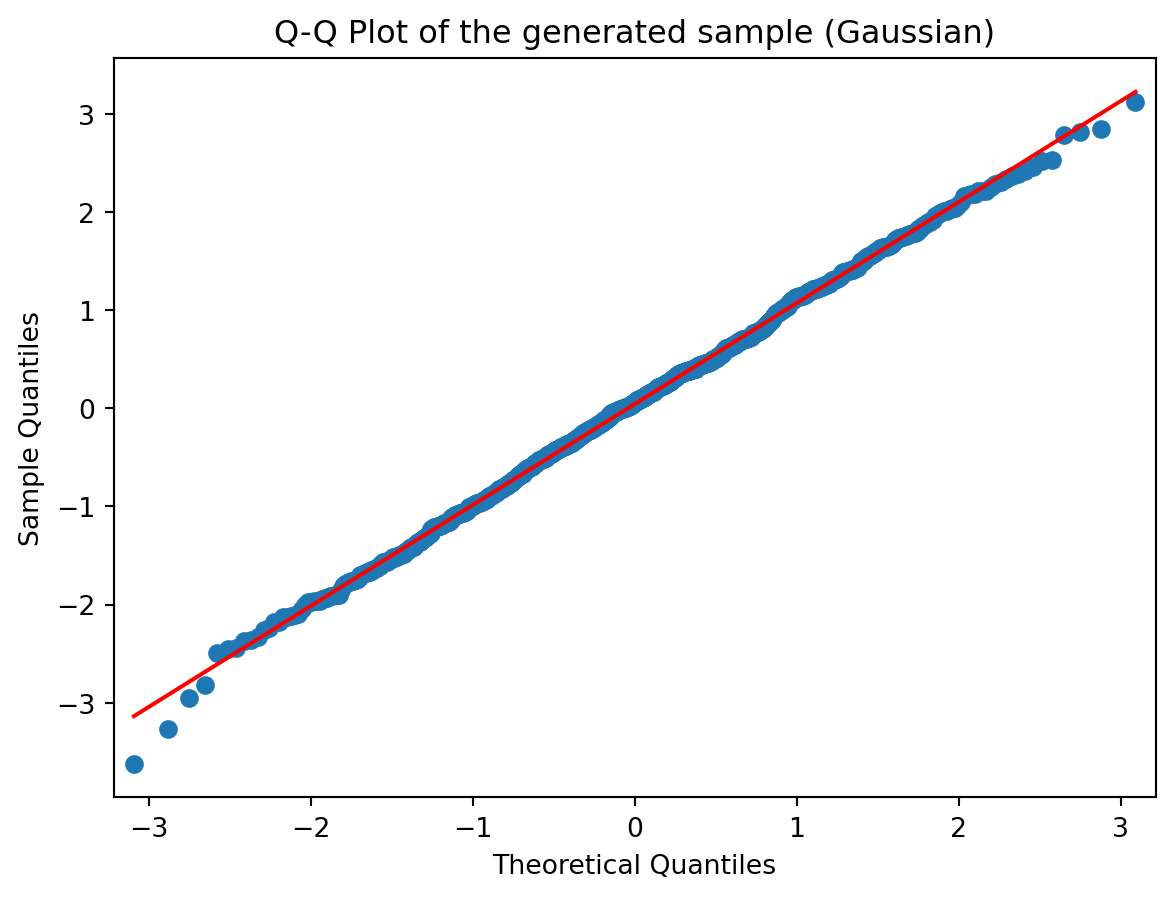 Q-Q Plot of the generated sample (Gaussian)
3
2
1
0
−1
−2
−3
Sample Quantiles
−3 −2 −1 0 1 2 3
Theoretical Quantiles